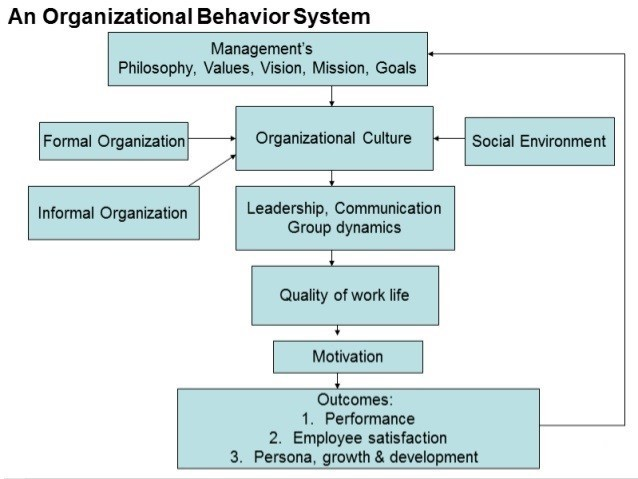 An Organizational Behavior System
Management's
Philosophy, Values, Vision, Mission, Goals
Formal Organization
Organizational Culture
Social Environment
Informal Organization
Leadership, Communication
Group dynamics
Quality of work life
Motivation
Outcomes:
1. Performance
2. Employee satisfaction
3. Persona, growth & development